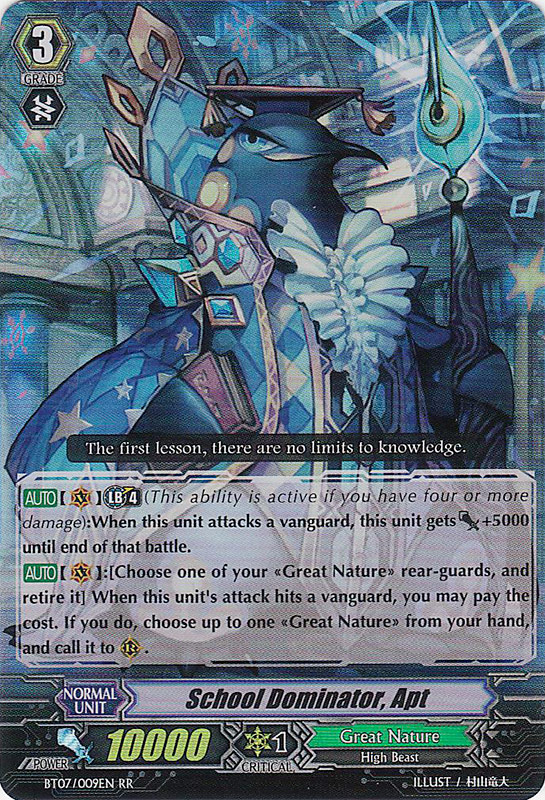 3
GRADE
The first lesson, there are no limits to knowledge.
AUTO【 V 】LB4(This ability is active if you have four or more
damage):When this unit attacks a vanguard, this unit gets +5000
until end of that battle.
AUTO【 V 】:[Choose one of your «Great Nature» rear-guards, and
retire it] When this unit's attack hits a vanguard, you may pay the
cost. If you do, choose up to one «Great Nature» from your hand,
and call it to R .
NORMAL
UNIT
School Dominator, Apt
POWER
10000
1
CRITICAL
Great Nature
High Beast
BT07/009EN RR
ILLUST / 村山竜大